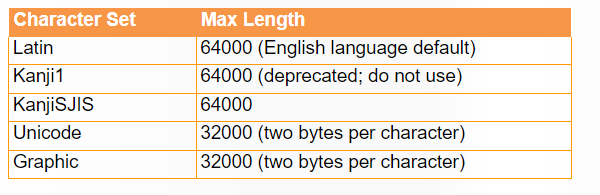 Character Set Max Length
Latin 64000 (English language default)
Kanji1 64000 (deprecated; do not use)
KanjiSJIS 64000
Unicode 32000 (two bytes per character)
Graphic 32000 (two bytes per character)